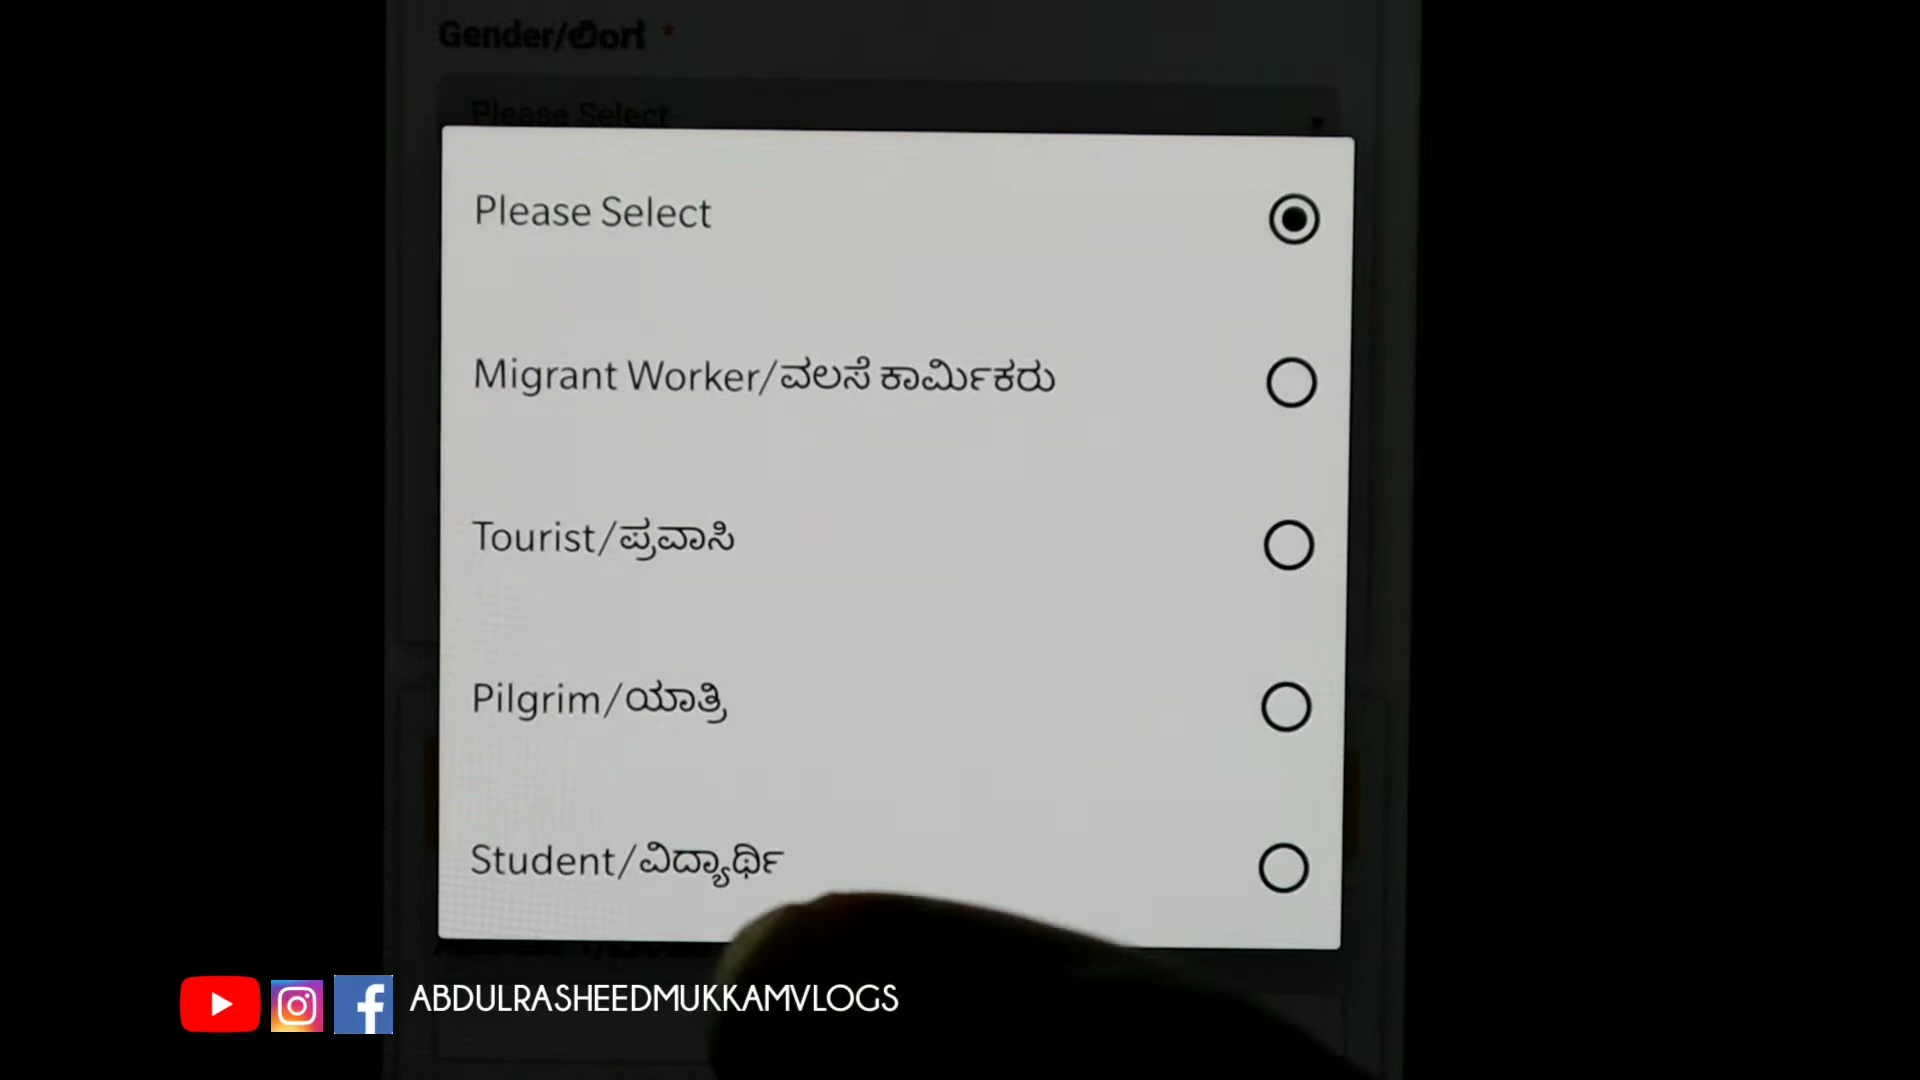 Gender/ಲಿಂಗ *
Please Select
Please Select
Migrant Worker/ವಲಸೆ ಕಾರ್ಮಿಕರು
Tourist/ಪ್ರವಾಸಿ
Pilgrim/ಯಾತ್ರಿ
Student/ವಿದ್ಯಾರ್ಥಿ
ABDULRASHEEDMUKKAMVLOGS